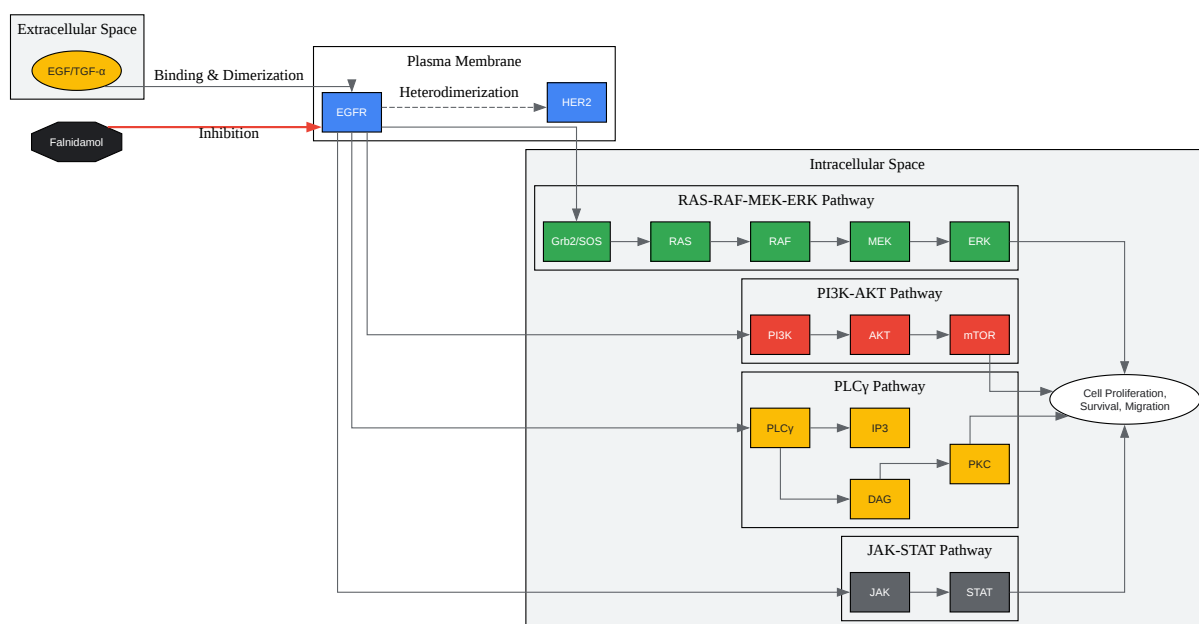 Extracellular Space
EGF/TGF-α
Binding & Dimerization
Plasma Membrane
EGFR
Heterodimerization
HER2
Falnidamol
Inhibition
Intracellular Space
RAS-RAF-MEK-ERK Pathway
Grb2/SOS
RAS
RAF
MEK
ERK
PI3K-AKT Pathway
PI3K
AKT
mTOR
PLCγ Pathway
PLCγ
IP3
DAG
PKC
Cell Proliferation,
Survival, Migration
JAK-STAT Pathway
JAK
STAT